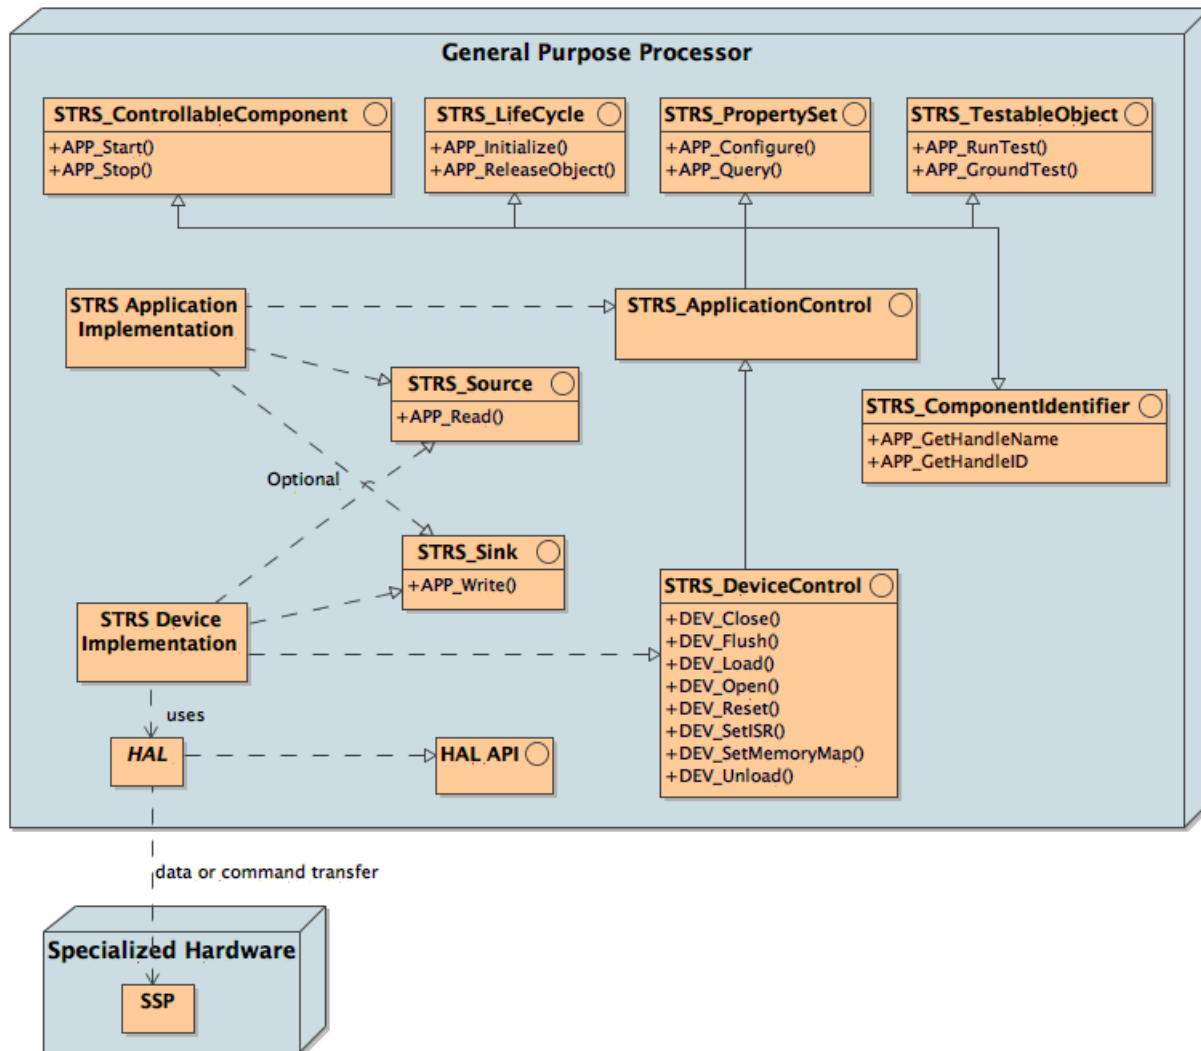 General Purpose Processor
STRS_ControllableComponent
+APP_Start()
+APP_Stop()
STRS_LifeCycle
+APP_Initialize()
+APP_ReleaseObject()
STRS_PropertySet
+APP_Configure()
+APP_Query()
STRS_TestableObject
+APP_RunTest()
+APP_GroundTest()
STRS Application
Implementation
STRS_ApplicationControl
STRS_Source
+APP_Read()
STRS_ComponentIdentifier
+APP_GetHandleName
+APP_GetHandleID
Optional
STRS_Sink
+APP_Write()
STRS_DeviceControl
+DEV_Close()
+DEV_Flush()
+DEV_Load()
+DEV_Open()
+DEV_Reset()
+DEV_SetISR()
+DEV_SetMemoryMap()
+DEV_Unload()
STRS Device
Implementation
uses
HAL
HAL API
data or command transfer
Specialized Hardware
SSP